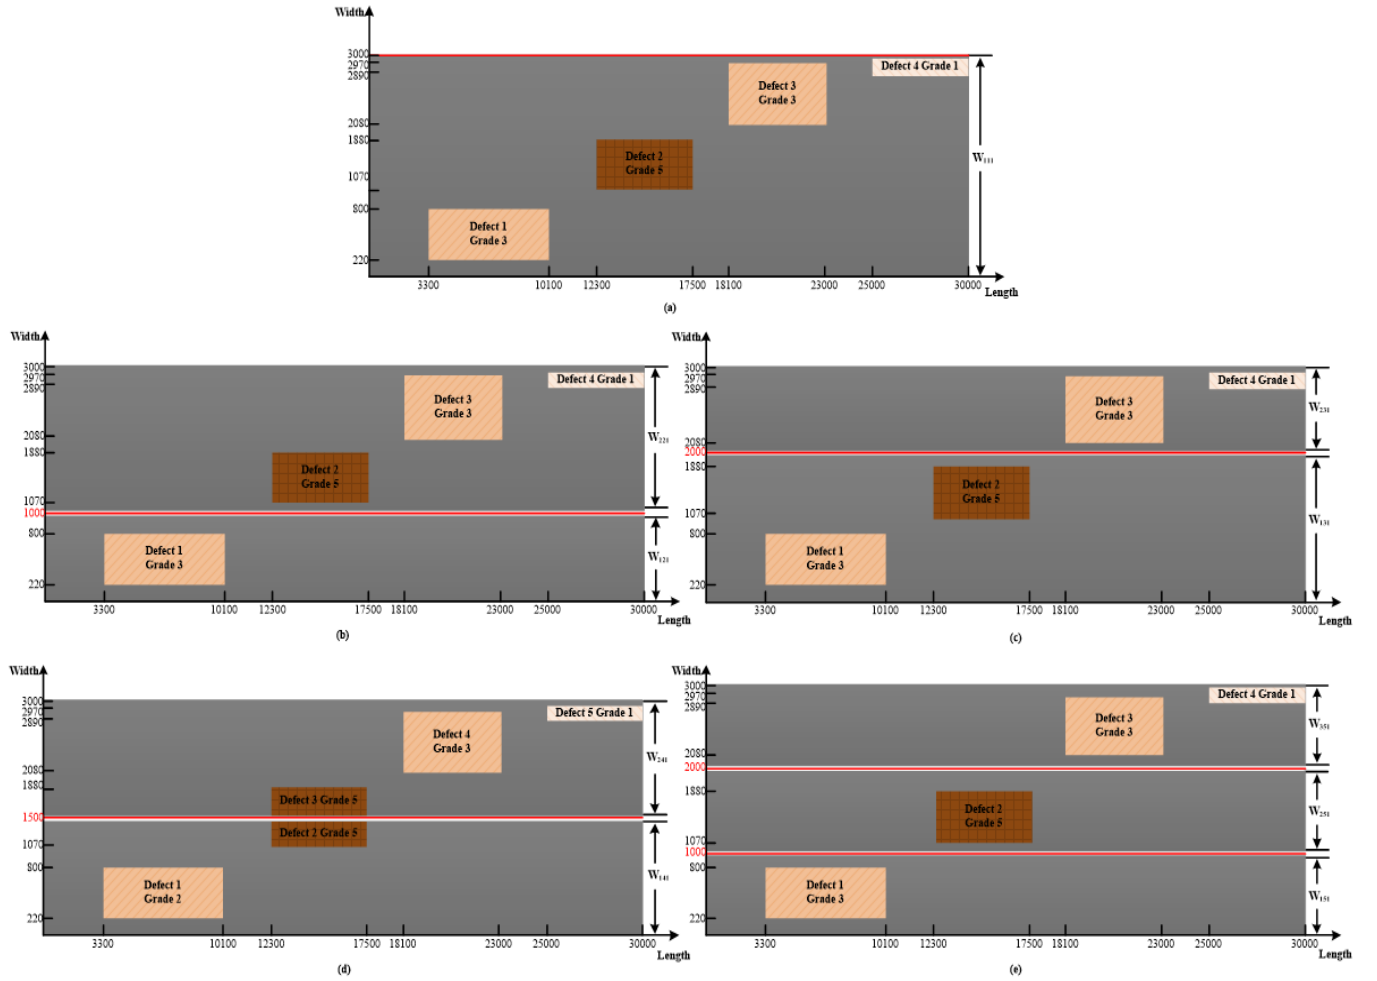 Width
3000
2970
2890
2080
1880
1070
800
220
Defect 4 Grade 1
Defect 3
Grade 3
Defect 2
Grade 5
Defect 1
Grade 3
W111
3300 10100 12300 17500 18100 23000 25000 30000
Length
(a)
Width
3000
2970
2890
2080
1880
1070
1000
800
220
Defect 4 Grade 1
Defect 3
Grade 3
Defect 2
Grade 5
Defect 1
Grade 3
W221
W121
3300 10100 12300 17500 18100 23000 25000 30000
Length
(b)
Width
3000
2970
2890
2080
2000
1880
1070
800
220
Defect 4 Grade 1
Defect 3
Grade 3
Defect 2
Grade 5
Defect 1
Grade 3
W231
W131
3300 10100 12300 17500 18100 23000 25000 30000
Length
(c)
Width
3000
2970
2890
2080
1880
1500
1070
800
220
Defect 5 Grade 1
Defect 4
Grade 3
Defect 3 Grade 5
Defect 2 Grade 5
Defect 1
Grade 2
W241
W141
3300 10100 12300 17500 18100 23000 25000 30000
Length
(d)
Width
3000
2970
2890
2080
2000
1880
1070
1000
800
220
Defect 4 Grade 1
Defect 3
Grade 3
Defect 2
Grade 5
Defect 1
Grade 3
W351
W251
W151
3300 10100 12300 17500 18100 23000 25000 30000
Length
(e)